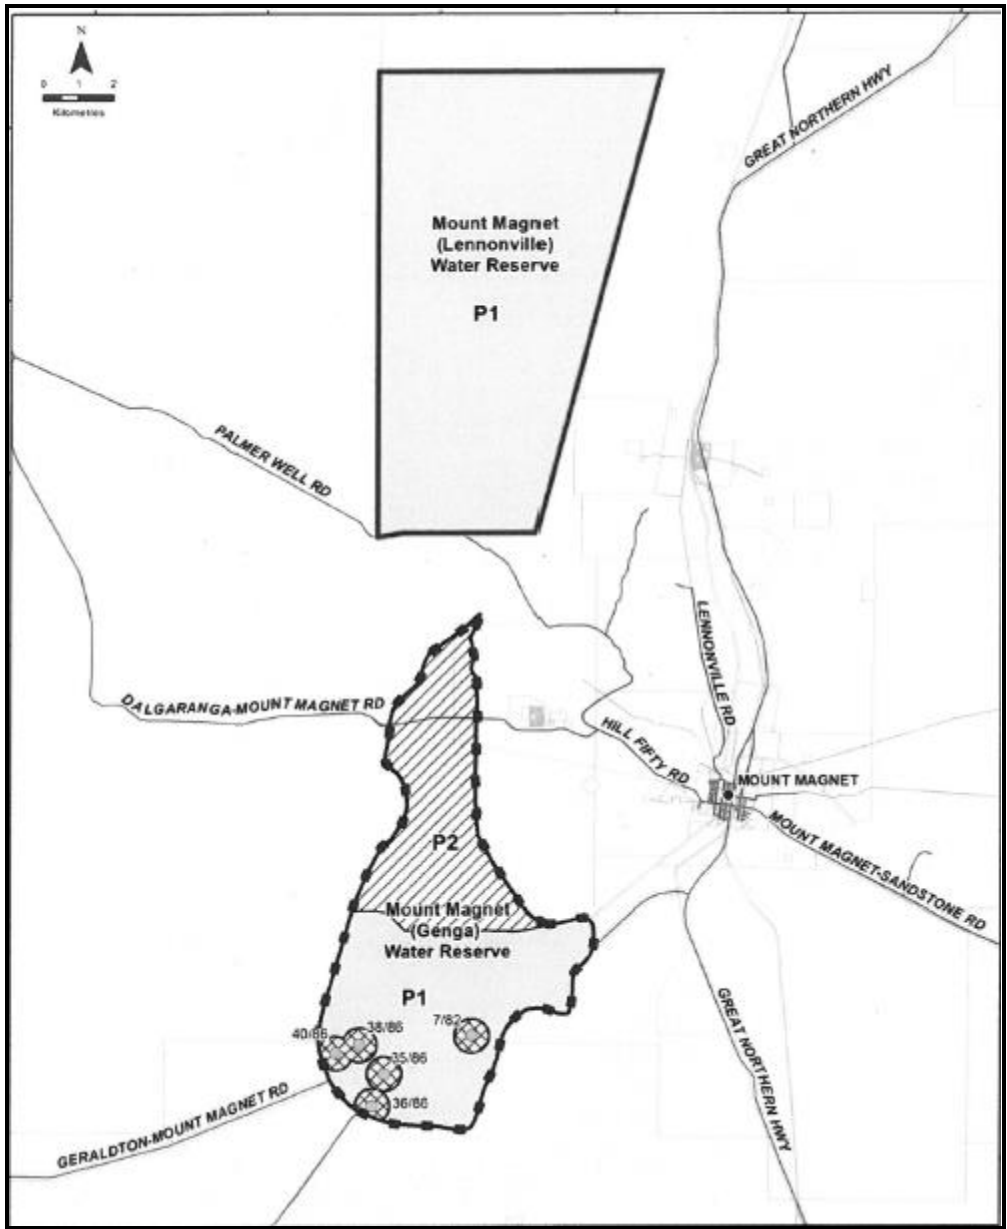 N
0 1 2
Kilometres
GREAT NORTHERN HWY
Mount Magnet
(Lennonville)
Water Reserve
P1
PALMER WELL RD
LENNONVILLE RD
DALGARANGA-MOUNT MAGNET RD
HILL FIFTY RD
MOUNT MAGNET
MOUNT MAGNET-SANDSTONE RD
P2
Mount Magnet
(Genga)
Water Reserve
P1
7/82
40/86
38/86
35/86
36/86
GERALDTON-MOUNT MAGNET RD
GREAT NORTHERN HWY